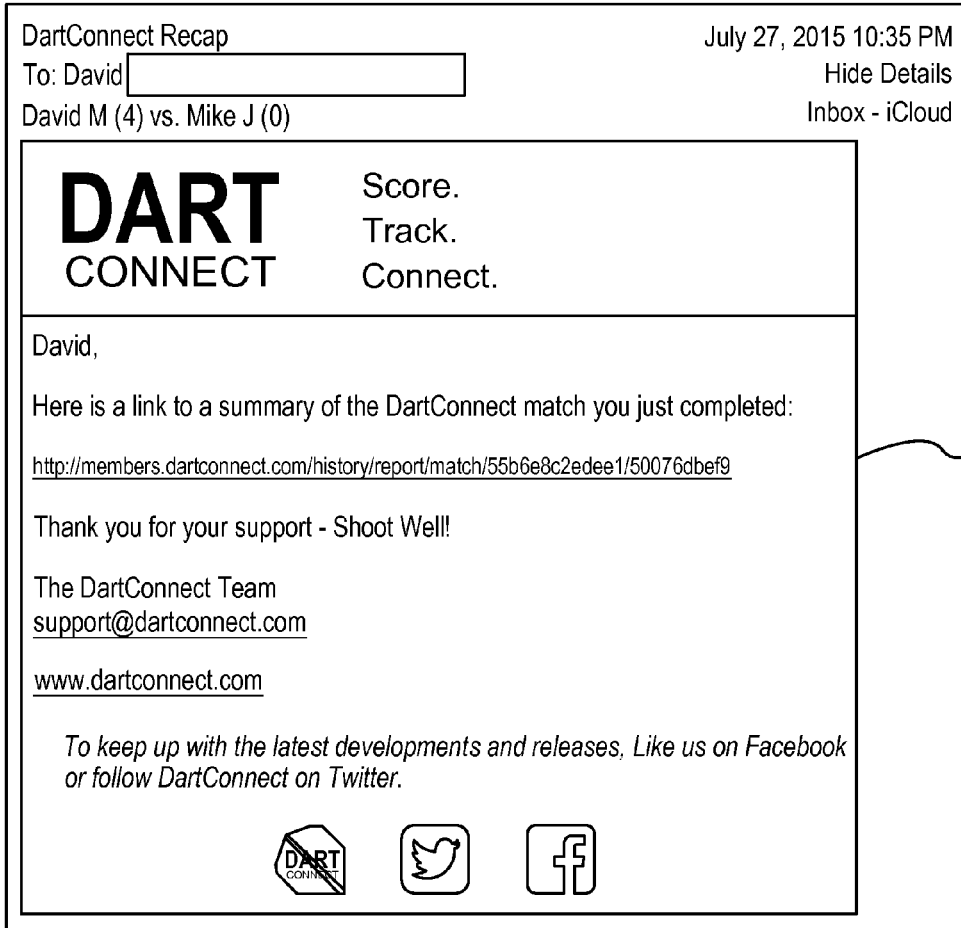 DartConnect Recap
July 27, 2015 10:35 PM
To: David
Hide Details
David M (4) vs. Mike J (0)
Inbox - iCloud
DART
CONNECT
Score.
Track.
Connect.
David,
Here is a link to a summary of the DartConnect match you just completed:
http://members.dartconnect.com/history/report/match/55b6e8c2edee1/50076dbef9
Thank you for your support - Shoot Well!
The DartConnect Team
support@dartconnect.com
www.dartconnect.com
To keep up with the latest developments and releases, Like us on Facebook
or follow DartConnect on Twitter.
DART
CONNECT
f